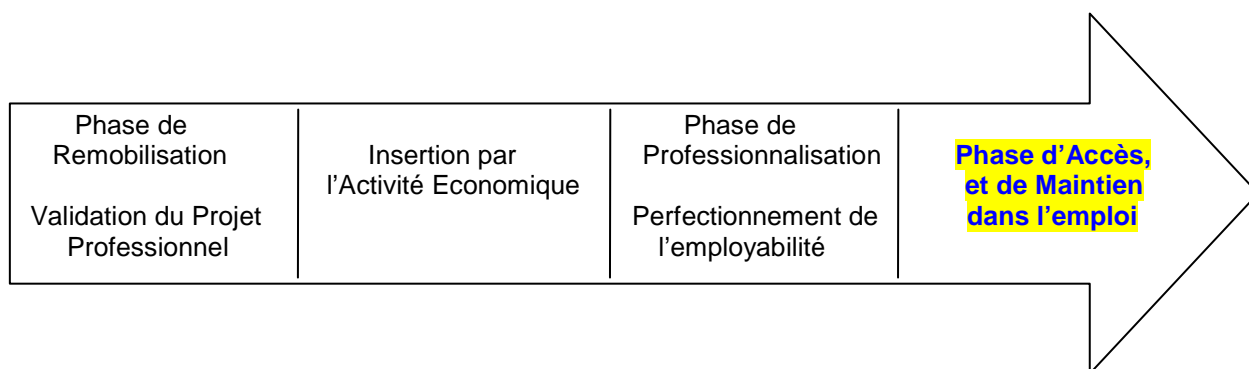 Phase de
Remobilisation
Validation du Projet
Professionnel
Insertion par
l’Activité Economique
Phase de
Professionnalisation
Perfectionnement de
l’employabilité
Phase d’Accès,
et de Maintien
dans l’emploi